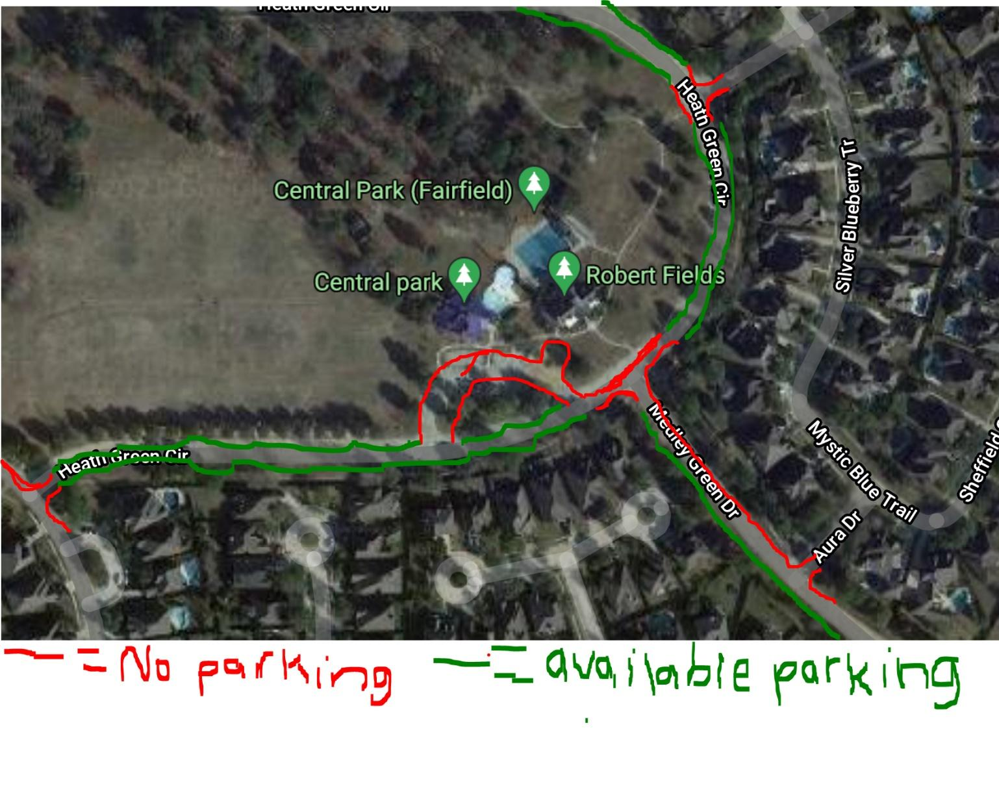 Heath Green Cir
Heath Green Cir
Silver Blueberry Tr
Central Park (Fairfield)
Central park
Robert Fields
Heath Green Cir
Medley Green Dr
Mystic Blue Trail
Sheffield
Aura Dr
= No parking
= available parking